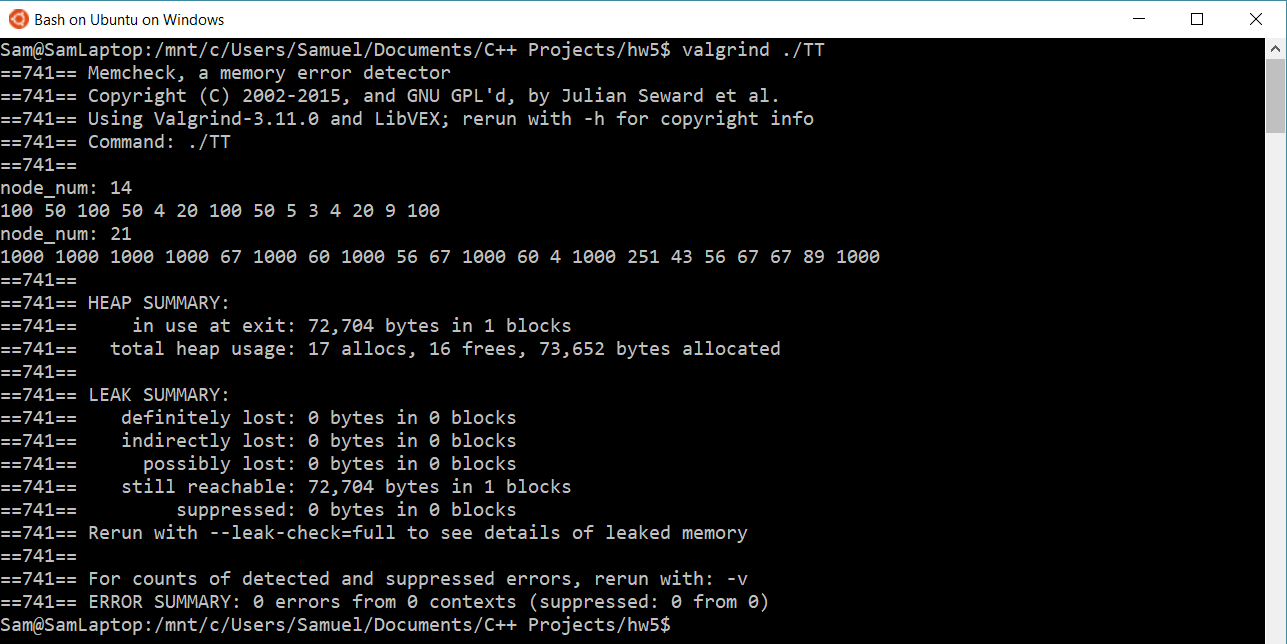 Bash on Ubuntu on Windows
Sam@SamLaptop:/mnt/c/Users/Samuel/Documents/C++ Projects/hw5$ valgrind ./TT
==741== Memcheck, a memory error detector
==741== Copyright (C) 2002-2015, and GNU GPL'd, by Julian Seward et al.
==741== Using Valgrind-3.11.0 and LibVEX; rerun with -h for copyright info
==741== Command: ./TT
==741==
node_num: 14
100 50 100 50 4 20 100 50 5 3 4 20 9 100
node_num: 21
1000 1000 1000 1000 67 1000 60 1000 56 67 1000 60 4 1000 251 43 56 67 67 89 1000
==741==
==741== HEAP SUMMARY:
==741==     in use at exit: 72,704 bytes in 1 blocks
==741==   total heap usage: 17 allocs, 16 frees, 73,652 bytes allocated
==741==
==741== LEAK SUMMARY:
==741==    definitely lost: 0 bytes in 0 blocks
==741==    indirectly lost: 0 bytes in 0 blocks
==741==      possibly lost: 0 bytes in 0 blocks
==741==    still reachable: 72,704 bytes in 1 blocks
==741==         suppressed: 0 bytes in 0 blocks
==741== Rerun with --leak-check=full to see details of leaked memory
==741==
==741== For counts of detected and suppressed errors, rerun with: -v
==741== ERROR SUMMARY: 0 errors from 0 contexts (suppressed: 0 from 0)
Sam@SamLaptop:/mnt/c/Users/Samuel/Documents/C++ Projects/hw5$